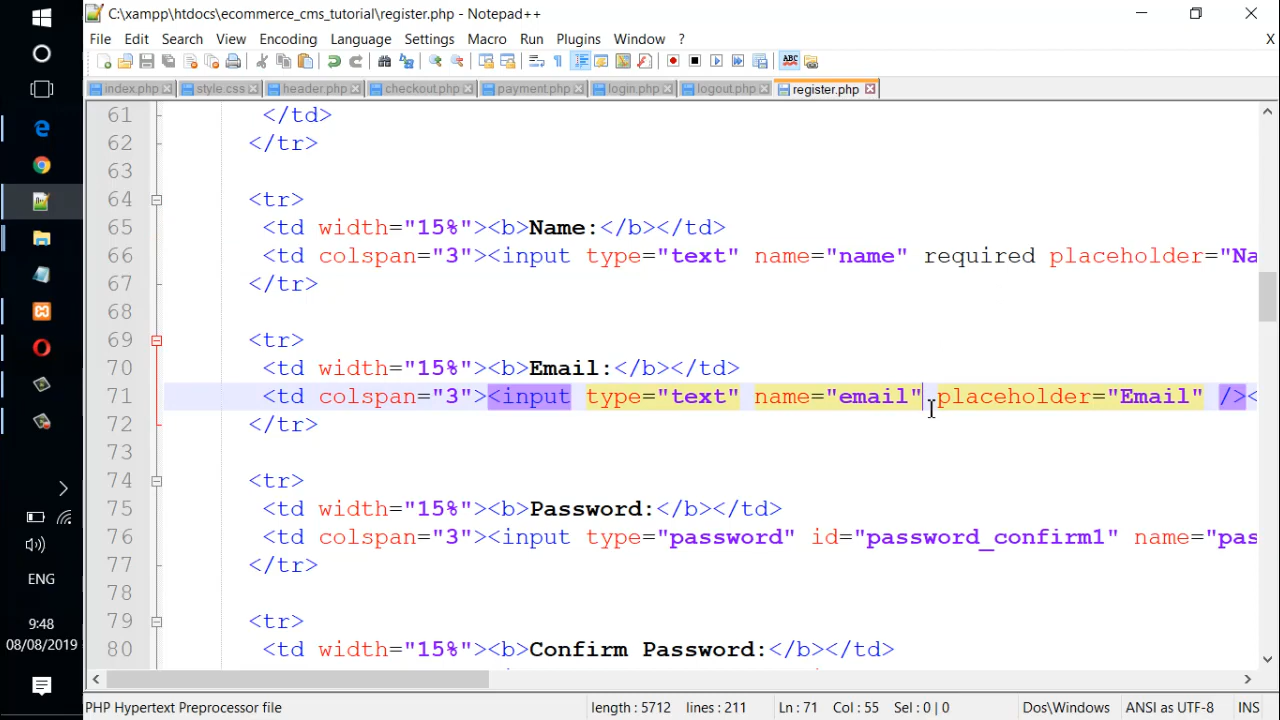 C:\xampp\htdocs\ecommerce_cms_tutorial\register.php - Notepad++
File Edit Search View Encoding Language Settings Macro Run Plugins Window ? X
index.php style.css header.php checkout.php payment.php login.php logout.php register.php
61 </td>
62 </tr>
63
64 <tr>
65 <td width="15%"><b>Name:</b></td>
66 <td colspan="3"><input type="text" name="name" required placeholder="Na
67 </tr>
68
69 <tr>
70 <td width="15%"><b>Email:</b></td>
71 <td colspan="3"><input type="text" name="email" placeholder="Email" /><
72 </tr>
73
74 <tr>
75 <td width="15%"><b>Password:</b></td>
76 <td colspan="3"><input type="password" id="password_confirm1" name="pas
77 </tr>
78
79 <tr>
80 <td width="15%"><b>Confirm Password:</b></td>
PHP Hypertext Preprocessor file length : 5712 lines : 211 Ln : 71 Col : 55 Sel : 0 | 0 Dos\Windows ANSI as UTF-8 INS
ENG
9:48
08/08/2019